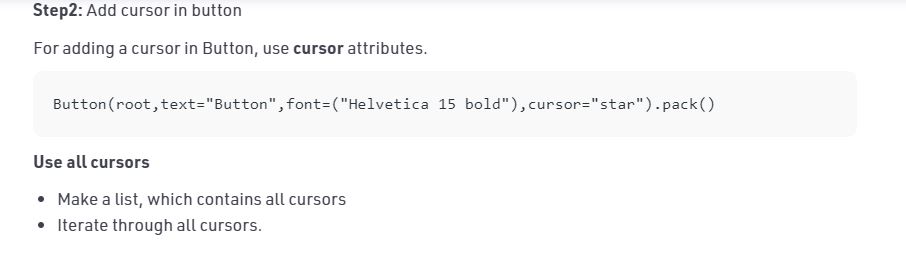 Step2: Add cursor in button
For adding a cursor in Button, use cursor attributes.
Button(root,text="Button",font=("Helvetica 15 bold"),cursor="star").pack()
Use all cursors
• Make a list, which contains all cursors
• Iterate through all cursors.